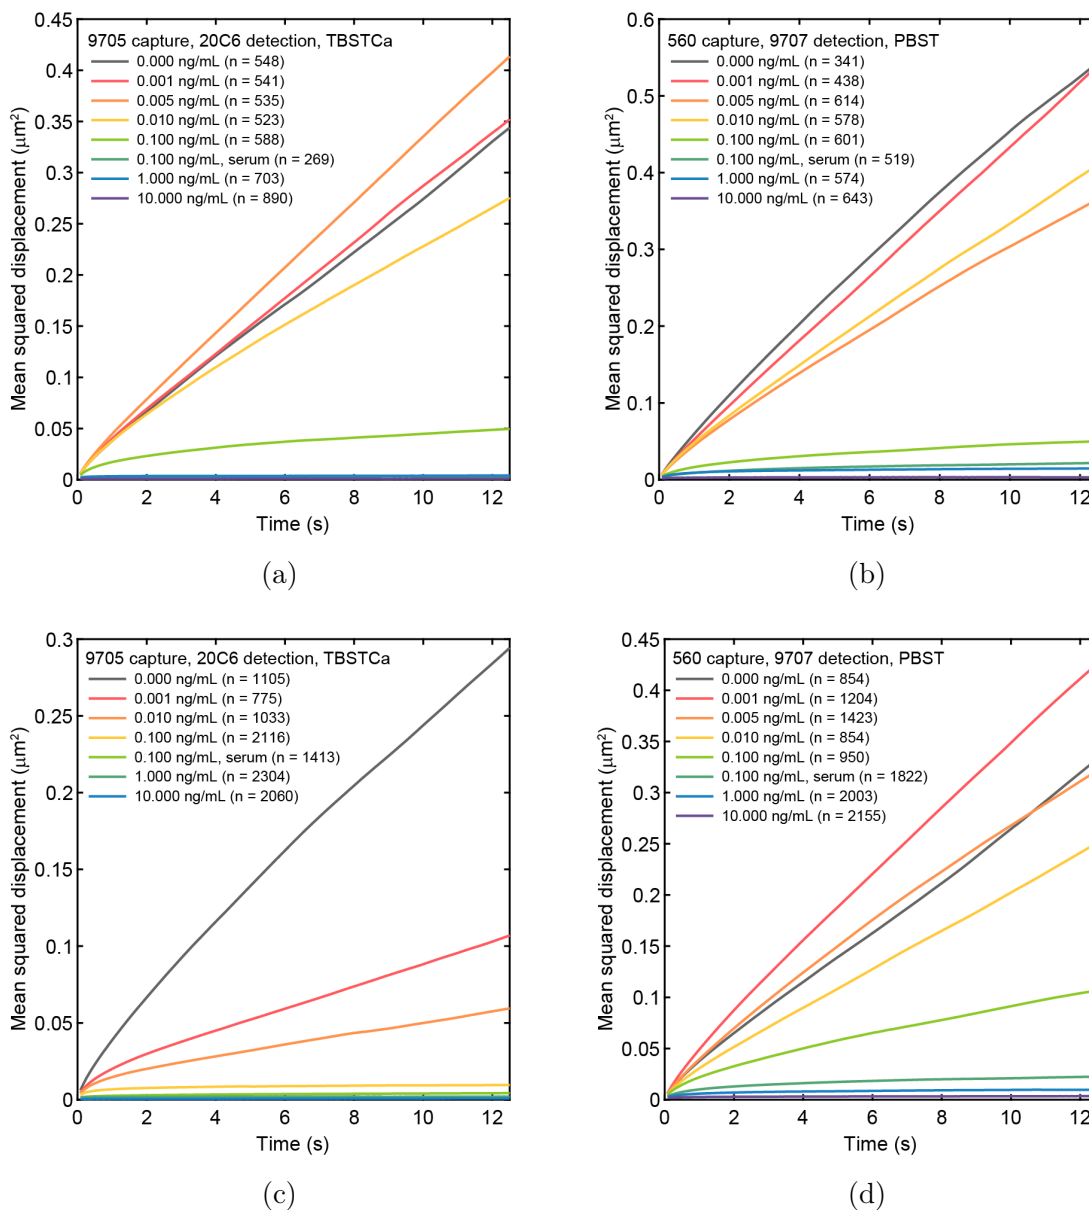 0.45
0.4
0.35
0.3
0.25
0.2
0.15
0.1
0.05
0
Mean squared displacement (μm²)
9705 capture, 20C6 detection, TBSTCa
0.000 ng/mL (n = 548)
0.001 ng/mL (n = 541)
0.005 ng/mL (n = 535)
0.010 ng/mL (n = 523)
0.100 ng/mL (n = 588)
0.100 ng/mL, serum (n = 269)
1.000 ng/mL (n = 703)
10.000 ng/mL (n = 890)
0 2 4 6 8 10 12
Time (s)
(a)
0.6
0.5
0.4
0.3
0.2
0.1
0
Mean squared displacement (μm²)
560 capture, 9707 detection, PBST
0.000 ng/mL (n = 341)
0.001 ng/mL (n = 438)
0.005 ng/mL (n = 614)
0.010 ng/mL (n = 578)
0.100 ng/mL (n = 601)
0.100 ng/mL, serum (n = 519)
1.000 ng/mL (n = 574)
10.000 ng/mL (n = 643)
0 2 4 6 8 10 12
Time (s)
(b)
0.3
0.25
0.2
0.15
0.1
0.05
0
Mean squared displacement (μm²)
9705 capture, 20C6 detection, TBSTCa
0.000 ng/mL (n = 1105)
0.001 ng/mL (n = 775)
0.010 ng/mL (n = 1033)
0.100 ng/mL (n = 2116)
0.100 ng/mL, serum (n = 1413)
1.000 ng/mL (n = 2304)
10.000 ng/mL (n = 2060)
0 2 4 6 8 10 12
Time (s)
(c)
0.45
0.4
0.35
0.3
0.25
0.2
0.15
0.1
0.05
0
Mean squared displacement (μm²)
560 capture, 9707 detection, PBST
0.000 ng/mL (n = 854)
0.001 ng/mL (n = 1204)
0.005 ng/mL (n = 1423)
0.010 ng/mL (n = 854)
0.100 ng/mL (n = 950)
0.100 ng/mL, serum (n = 1822)
1.000 ng/mL (n = 2003)
10.000 ng/mL (n = 2155)
0 2 4 6 8 10 12
Time (s)
(d)